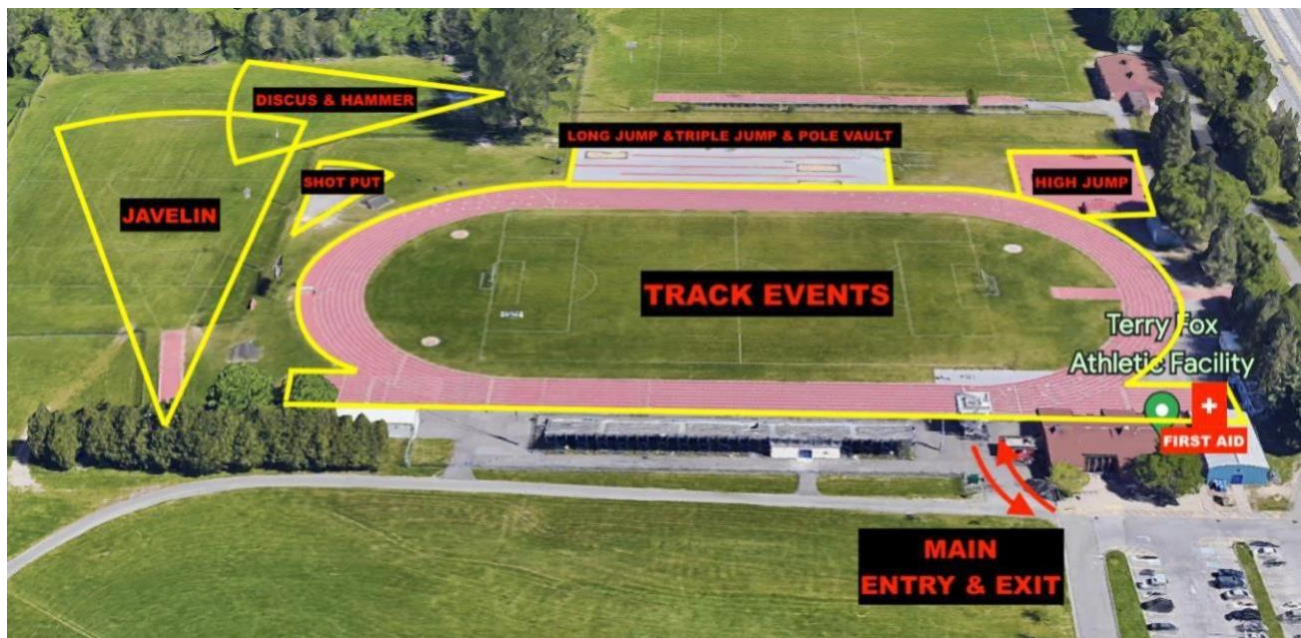 DISCUS & HAMMER
LONG JUMP &TRIPLE JUMP & POLE VAULT
SHOT PUT
HIGH JUMP
JAVELIN
TRACK EVENTS
Terry Fox
Athletic Facility
FIRST AID
MAIN
ENTRY & EXIT